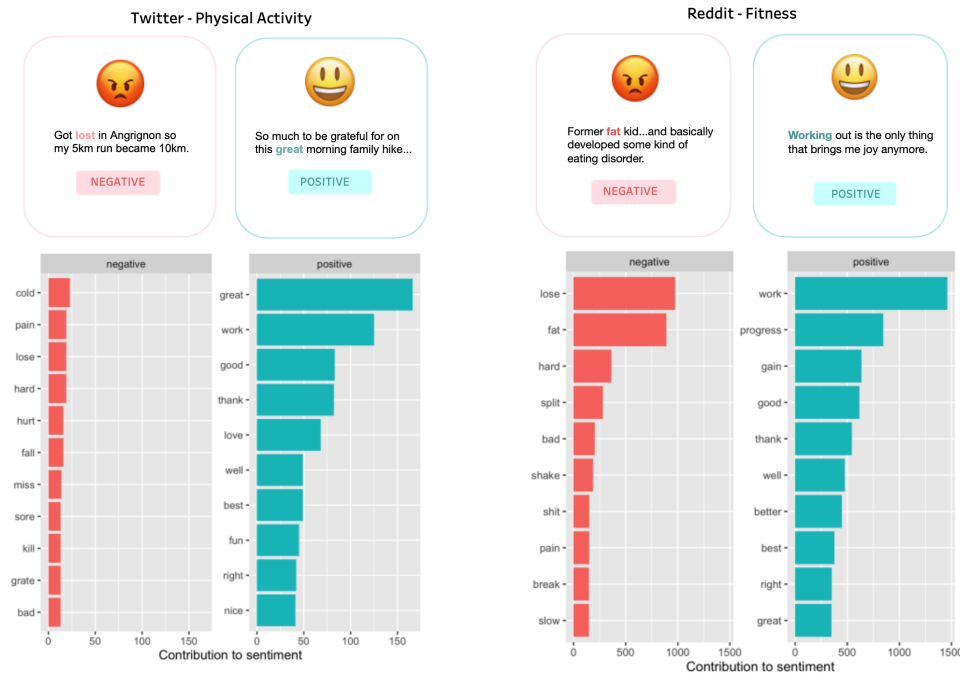 Twitter - Physical Activity
Got lost in Angrignon so
my 5km run became 10km.
NEGATIVE
So much to be grateful for on
this great morning family hike...
POSITIVE
negative
cold
pain
lose
hard
hurt
fall
miss
sore
kill
grate
bad
0 50 100 150
positive
great
work
good
thank
love
well
best
fun
right
nice
0 50 100 150
Contribution to sentiment
Reddit - Fitness
Former fat kid...and basically
developed some kind of
eating disorder.
NEGATIVE
Working out is the only thing
that brings me joy anymore.
POSITIVE
negative
lose
fat
hard
split
bad
shake
shit
pain
break
slow
0 500 1000 1500
positive
work
progress
gain
good
thank
well
better
best
right
great
0 500 1000 1500
Contribution to sentiment